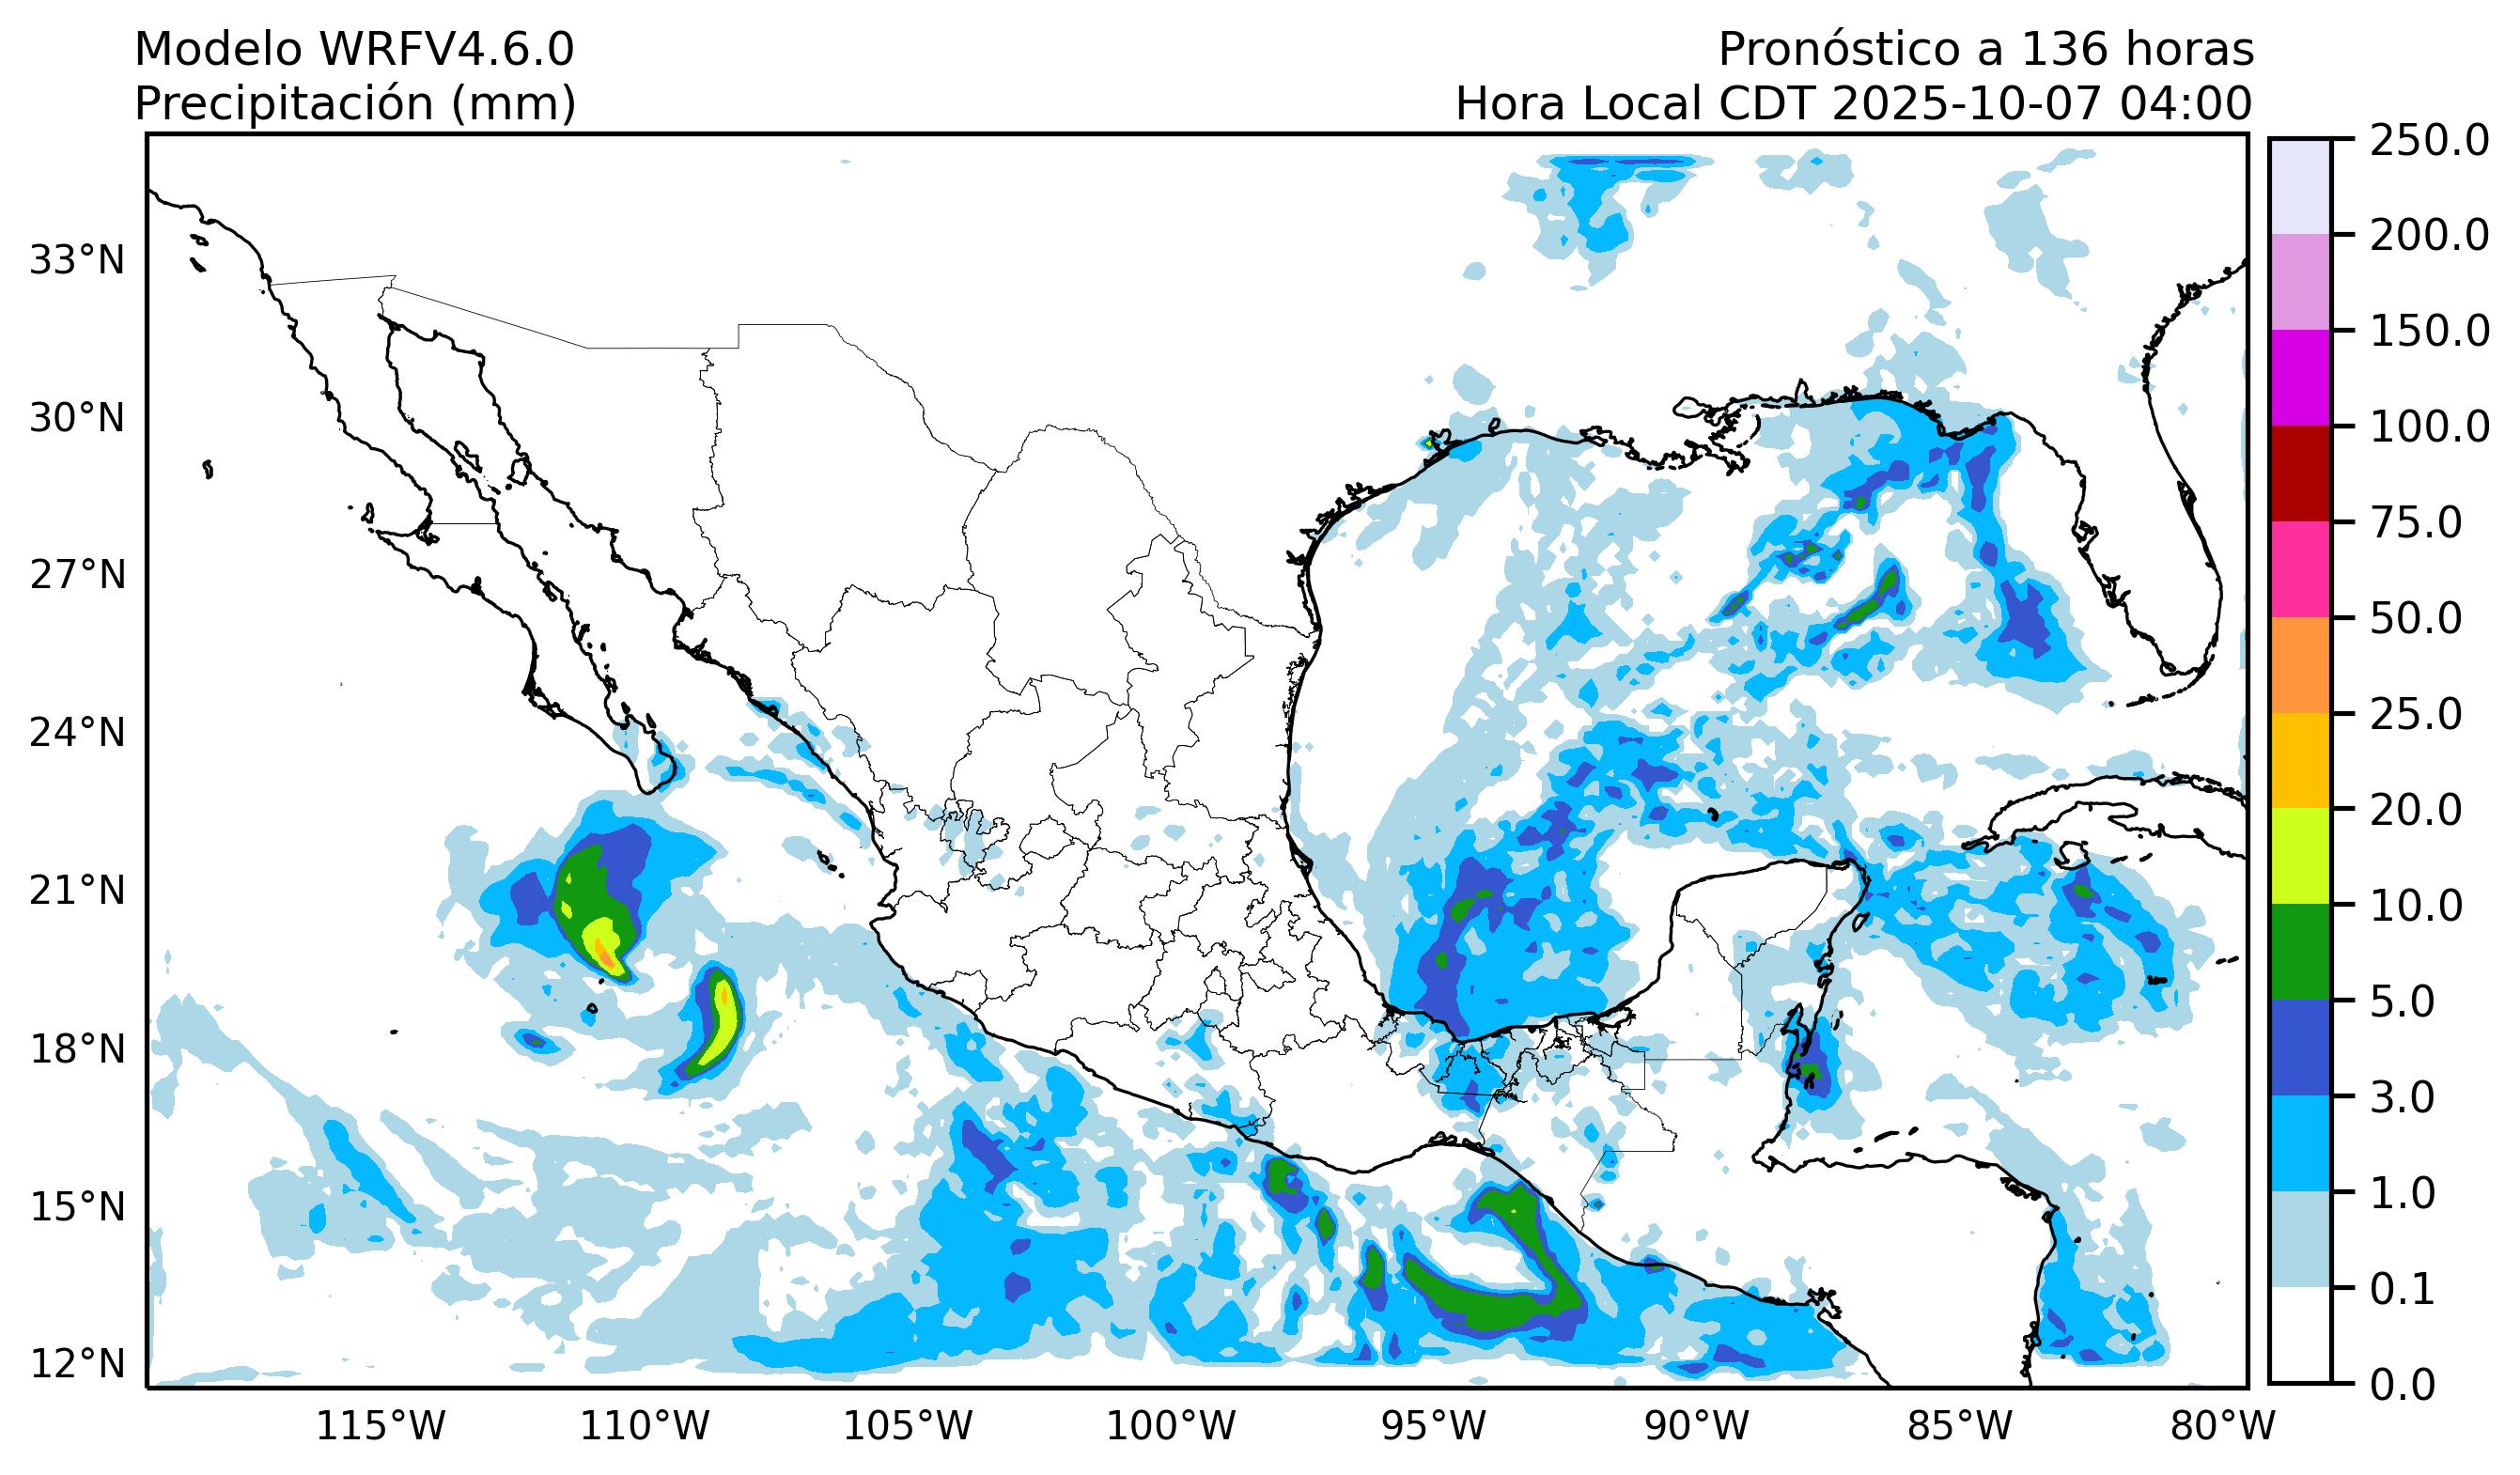 Modelo WRFV4.6.0
Precipitación (mm)
Pronóstico a 136 horas
Hora Local CDT 2025-10-07 04:00
33°N
30°N
27°N
24°N
21°N
18°N
15°N
12°N
115°W
110°W
105°W
100°W
95°W
90°W
85°W
80°W
250.0
200.0
150.0
100.0
75.0
50.0
25.0
20.0
10.0
5.0
3.0
1.0
0.1
0.0